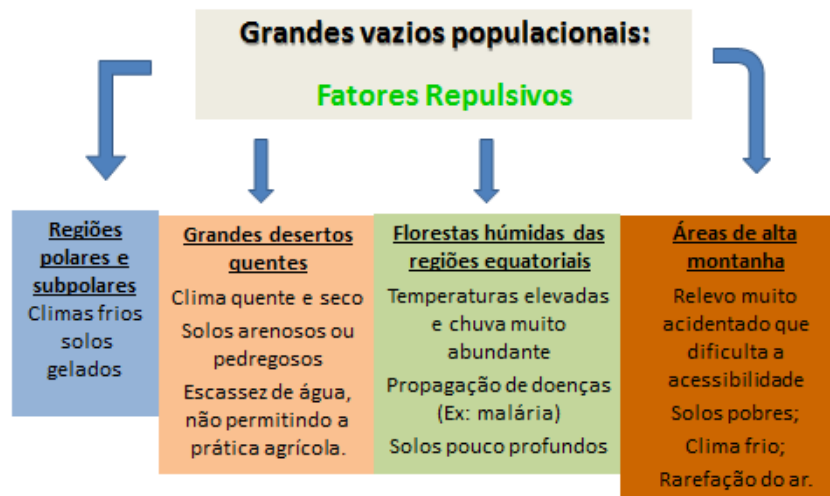 Grandes vazios populacionais:
Fatores Repulsivos
Regiões
polares e
subpolares
Climas frios
solos
gelados
Grandes desertos
quentes
Clima quente e seco
Solos arenosos ou
pedregosos
Escassez de água,
não permitindo a
prática agrícola.
Florestas húmidas das
regiões equatoriais
Temperaturas elevadas
e chuva muito
abundante
Propagação de doenças
(Ex: malária)
Solos pouco profundos
Áreas de alta
montanha
Relevo muito
acidentado que
dificulta a
acessibilidade
Solos pobres;
Clima frio;
Rarefação do ar.